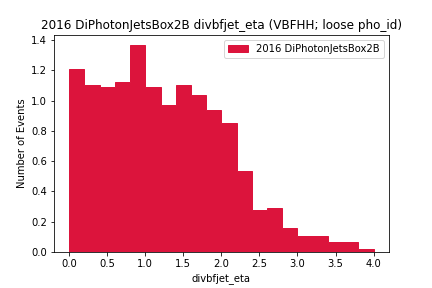 2016 DiPhotonJetsBox2B divbfjet_eta (VBFHH; loose pho_id)
2016 DiPhotonJetsBox2B
1.4
1.2
1.0
0.8
0.6
0.4
0.2
0.0
Number of Events
0.0 0.5 1.0 1.5 2.0 2.5 3.0 3.5 4.0
divbfjet_eta